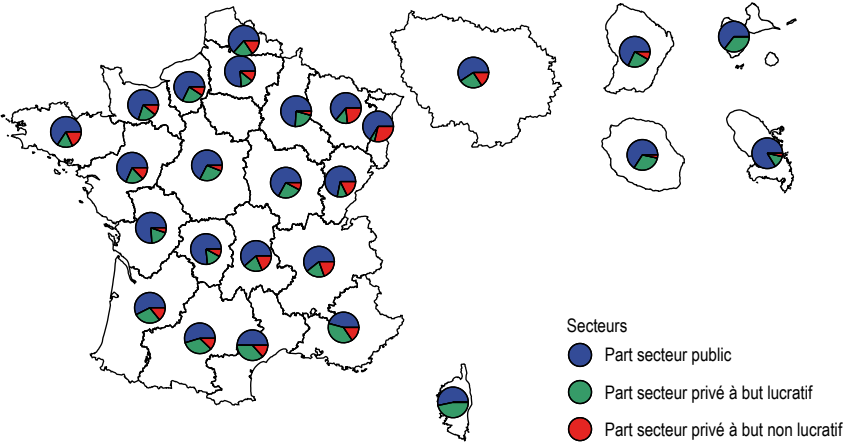 Secteurs
Part secteur public
Part secteur privé à but lucratif
Part secteur privé à but non lucratif